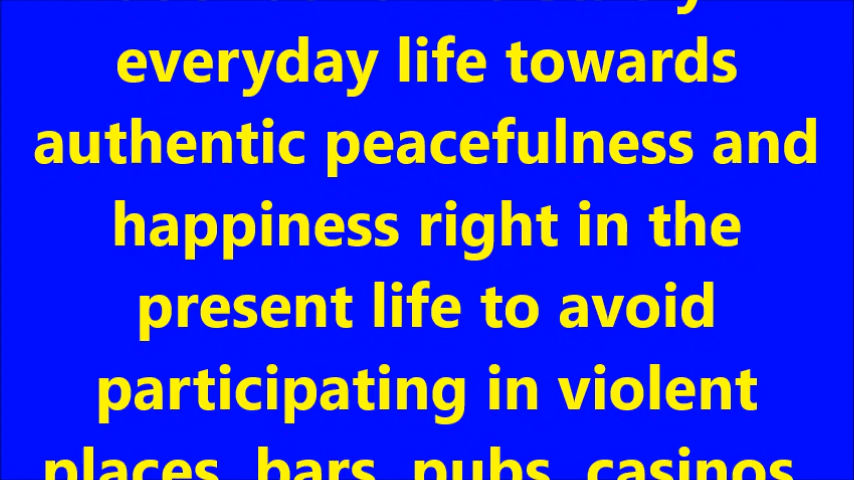 everyday life towards
authentic peacefulness and
happiness right in the
present life to avoid
participating in violent
places, bars, pubs, casinos,